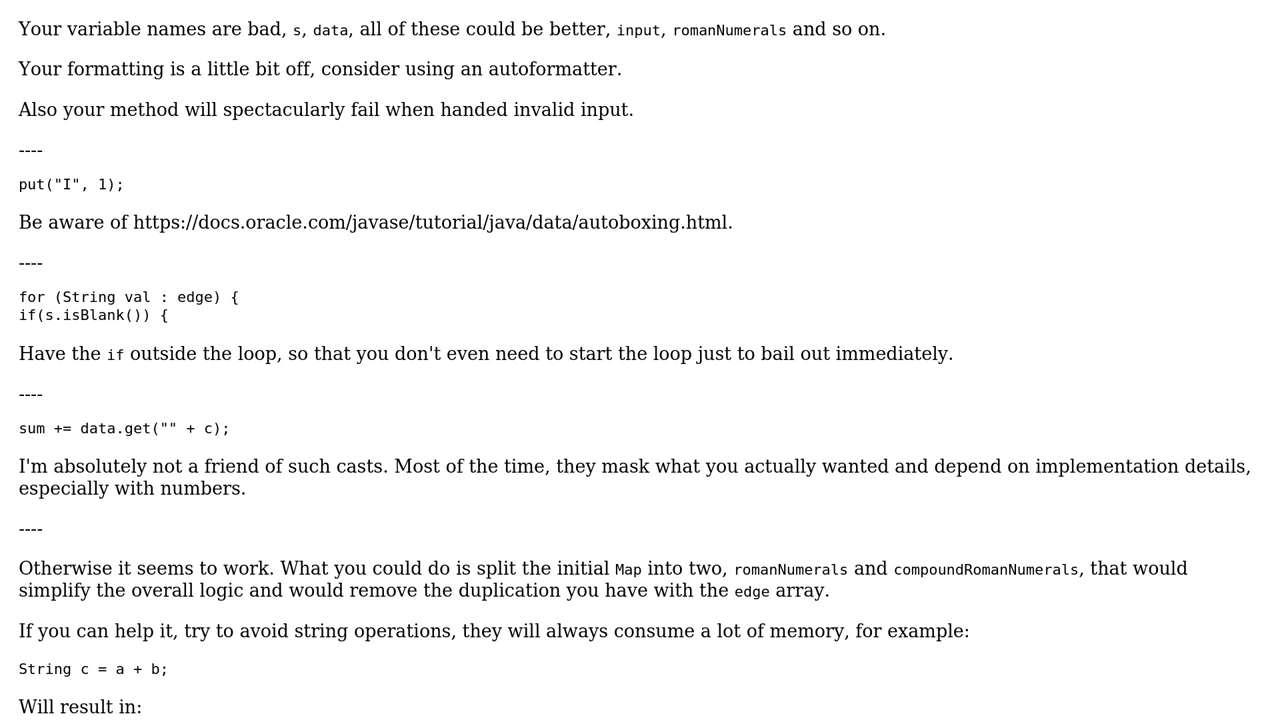 Your variable names are bad, s, data, all of these could be better, input, romanNumerals and so on.
Your formatting is a little bit off, consider using an autoformatter.
Also your method will spectacularly fail when handed invalid input.
----
put("I", 1);
Be aware of https://docs.oracle.com/javase/tutorial/java/data/autoboxing.html.
----
for (String val : edge) {
if(s.isBlank()) {
Have the if outside the loop, so that you don't even need to start the loop just to bail out immediately.
----
sum += data.get("" + c);
I'm absolutely not a friend of such casts. Most of the time, they mask what you actually wanted and depend on implementation details,
especially with numbers.
----
Otherwise it seems to work. What you could do is split the initial Map into two, romanNumerals and compoundRomanNumerals, that would
simplify the overall logic and would remove the duplication you have with the edge array.
If you can help it, try to avoid string operations, they will always consume a lot of memory, for example:
String c = a + b;
Will result in: